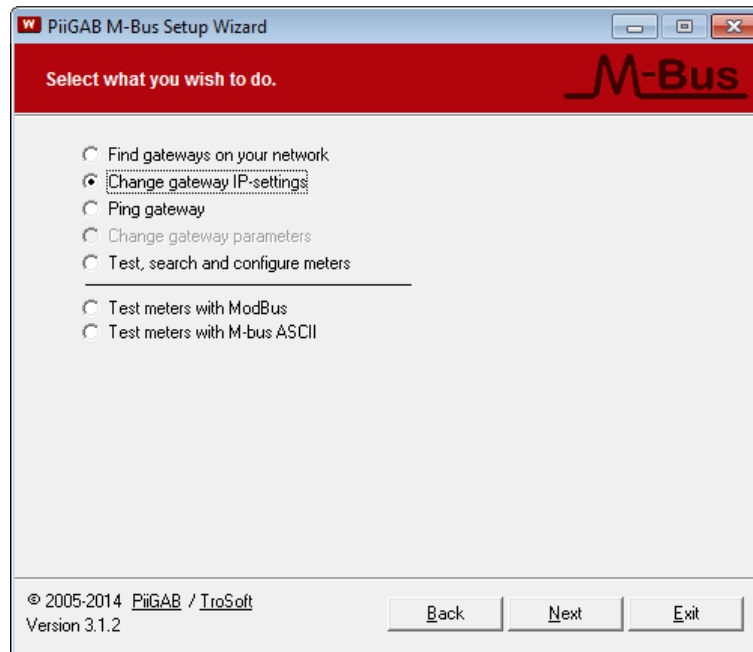 W PiiGAB M-Bus Setup Wizard
Select what you wish to do.
M-Bus
Find gateways on your network
Change gateway IP-settings
Ping gateway
Change gateway parameters
Test, search and configure meters
Test meters with ModBus
Test meters with M-bus ASCII
© 2005-2014 PiiGAB / TroSoft
Version 3.1.2
Back Next Exit